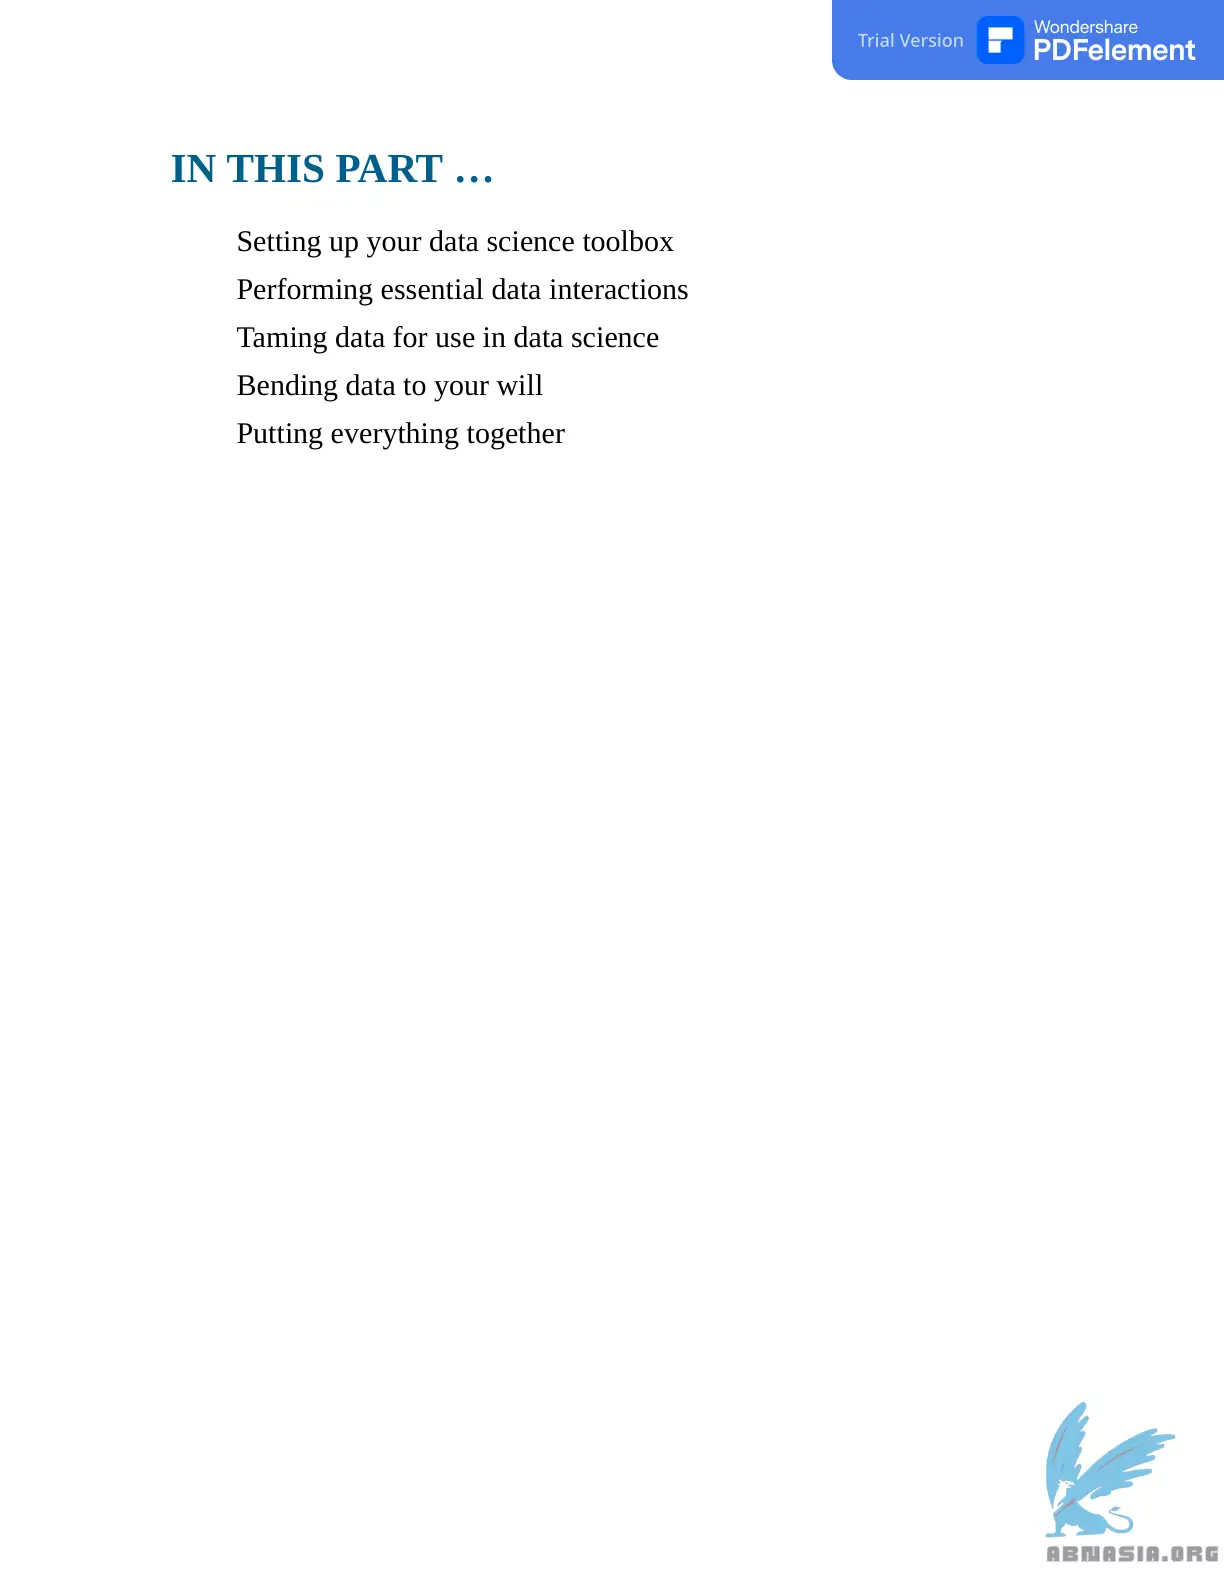 Trial Version
Wondershare
PDFelement
IN THIS PART …
Setting up your data science toolbox
Performing essential data interactions
Taming data for use in data science
Bending data to your will
Putting everything together
ABNASIA.ORG